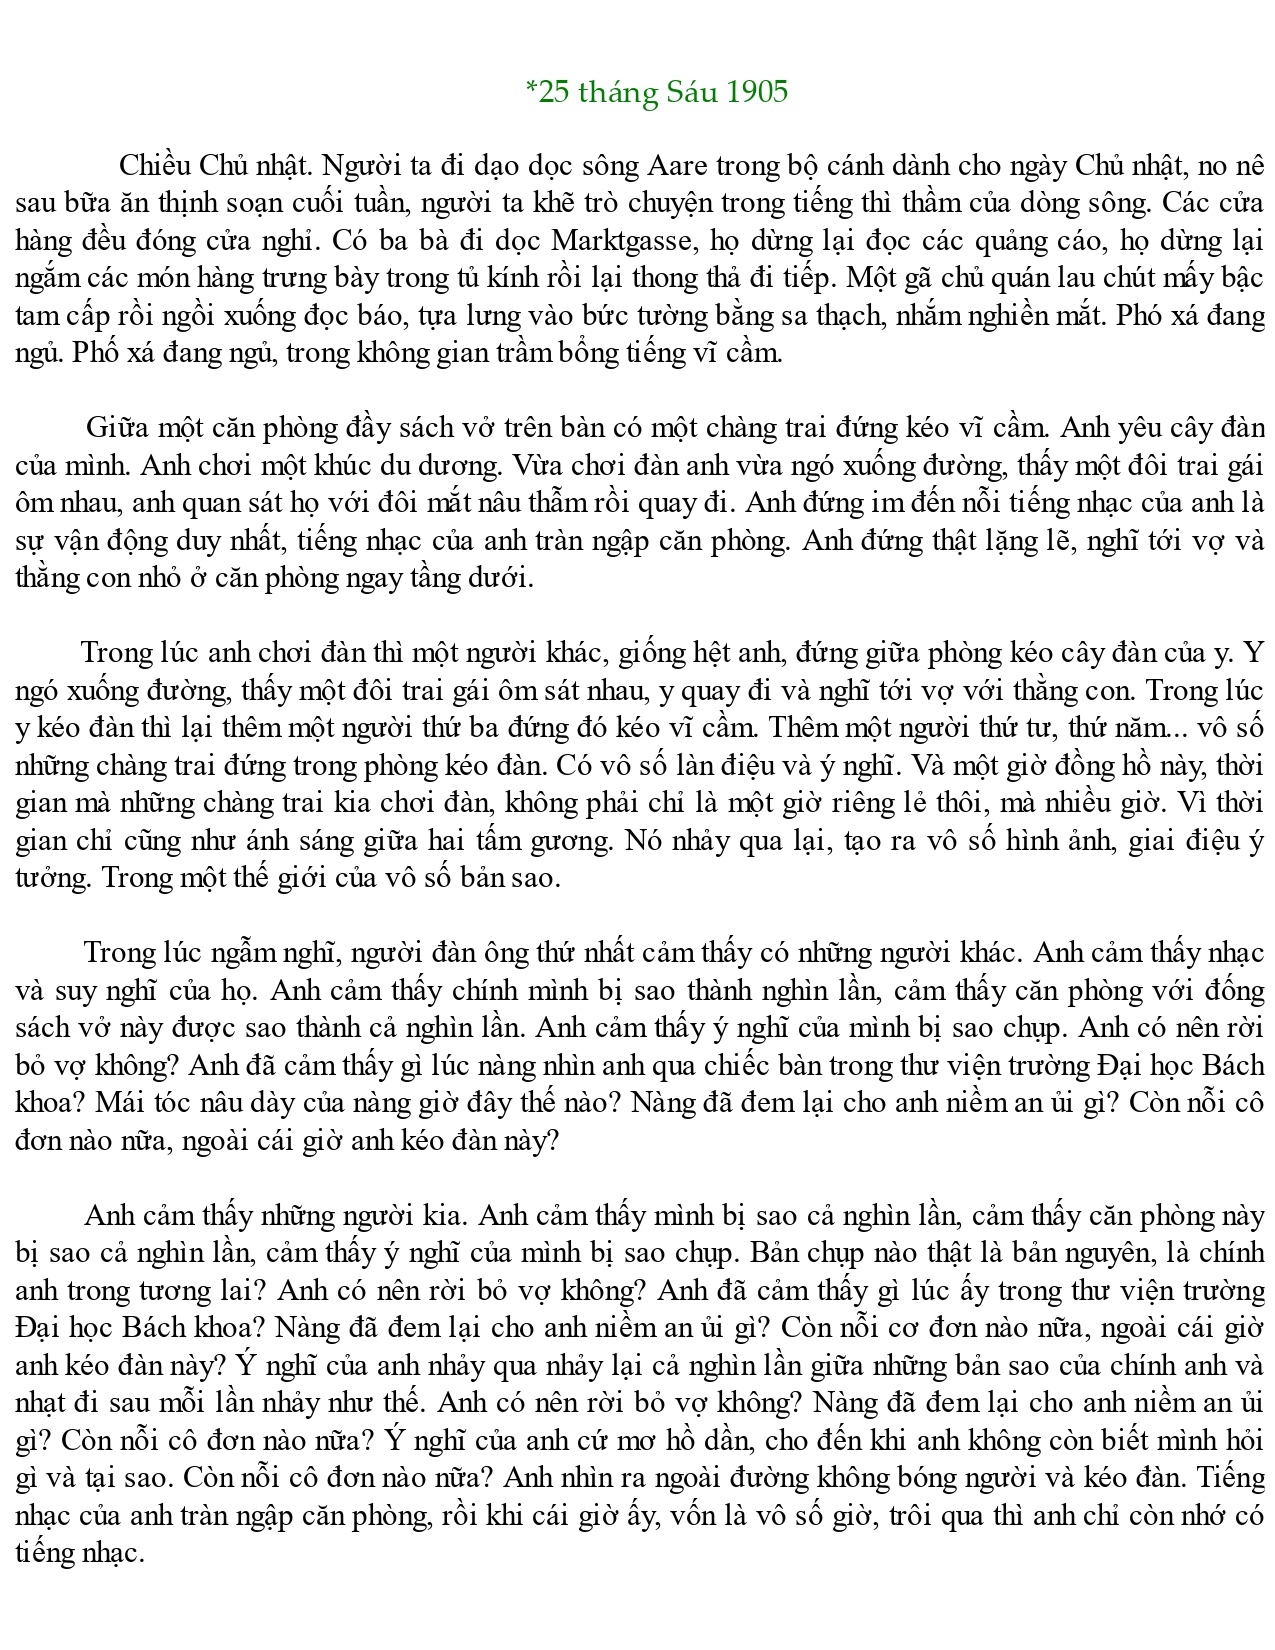 *25 tháng Sáu 1905
Chiều Chủ nhật. Người ta đi dạo dọc sông Aare trong bộ cánh dành cho ngày Chủ nhật, no nê
sau bữa ăn thịnh soạn cuối tuần, người ta khẽ trò chuyện trong tiếng thì thầm của dòng sông. Các cửa
hàng đều đóng cửa nghỉ. Có ba bà đi dọc Marktgasse, họ dừng lại đọc các quảng cáo, họ dừng lại
ngắm các món hàng trưng bày trong tủ kính rồi lại thong thả đi tiếp. Một gã chủ quán lau chút mấy bậc
tam cấp rồi ngồi xuống đọc báo, tựa lưng vào bức tường bằng sa thạch, nhắm nghiền mắt. Phó xá đang
ngủ. Phố xá đang ngủ, trong không gian trầm bổng tiếng vĩ cầm.
Giữa một căn phòng đầy sách vở trên bàn có một chàng trai đứng kéo vĩ cầm. Anh yêu cây đàn
của mình. Anh chơi một khúc du dương. Vừa chơi đàn anh vừa ngó xuống đường, thấy một đôi trai gái
ôm nhau, anh quan sát họ với đôi mắt nâu thẫm rồi quay đi. Anh đứng im đến nỗi tiếng nhạc của anh là
sự vận động duy nhất, tiếng nhạc của anh tràn ngập căn phòng. Anh đứng thật lặng lẽ, nghĩ tới vợ và
thằng con nhỏ ở căn phòng ngay tầng dưới.
Trong lúc anh chơi đàn thì một người khác, giống hệt anh, đứng giữa phòng kéo cây đàn của y. Y
ngó xuống đường, thấy một đôi trai gái ôm sát nhau, y quay đi và nghĩ tới vợ với thằng con. Trong lúc
y kéo đàn thì lại thêm một người thứ ba đứng đó kéo vĩ cầm. Thêm một người thứ tư, thứ năm... vô số
những chàng trai đứng trong phòng kéo đàn. Có vô số làn điệu và ý nghĩ. Và một giờ đồng hồ này, thời
gian mà những chàng trai kia chơi đàn, không phải chỉ là một giờ riêng lẻ thôi, mà nhiều giờ. Vì thời
gian chỉ cũng như ánh sáng giữa hai tấm gương. Nó nhảy qua lại, tạo ra vô số hình ảnh, giai điệu ý
tưởng. Trong một thế giới của vô số bản sao.
Trong lúc ngẫm nghĩ, người đàn ông thứ nhất cảm thấy có những người khác. Anh cảm thấy nhạc
và suy nghĩ của họ. Anh cảm thấy chính mình bị sao thành nghìn lần, cảm thấy căn phòng với đống
sách vở này được sao thành cả nghìn lần. Anh cảm thấy ý nghĩ của mình bị sao chụp. Anh có nên rời
bỏ vợ không? Anh đã cảm thấy gì lúc nàng nhìn anh qua chiếc bàn trong thư viện trường Đại học Bách
khoa? Mái tóc nâu dày của nàng giờ đây thế nào? Nàng đã đem lại cho anh niềm an ủi gì? Còn nỗi cô
đơn nào nữa, ngoài cái giờ anh kéo đàn này?
Anh cảm thấy những người kia. Anh cảm thấy mình bị sao cả nghìn lần, cảm thấy căn phòng này
bị sao cả nghìn lần, cảm thấy ý nghĩ của mình bị sao chụp. Bản chụp nào thật là bản nguyên, là chính
anh trong tương lai? Anh có nên rời bỏ vợ không? Anh đã cảm thấy gì lúc ấy trong thư viện trường
Đại học Bách khoa? Nàng đã đem lại cho anh niềm an ủi gì? Còn nỗi cơ đơn nào nữa, ngoài cái giờ
anh kéo đàn này? Ý nghĩ của anh nhảy qua nhảy lại cả nghìn lần giữa những bản sao của chính anh và
nhạt đi sau mỗi lần nhảy như thế. Anh có nên rời bỏ vợ không? Nàng đã đem lại cho anh niềm an ủi
gì? Còn nỗi cô đơn nào nữa? Ý nghĩ của anh cứ mơ hồ dần, cho đến khi anh không còn biết mình hỏi
gì và tại sao. Còn nỗi cô đơn nào nữa? Anh nhìn ra ngoài đường không bóng người và kéo đàn. Tiếng
nhạc của anh tràn ngập căn phòng, rồi khi cái giờ ấy, vốn là vô số giờ, trôi qua thì anh chỉ còn nhớ có
tiếng nhạc.